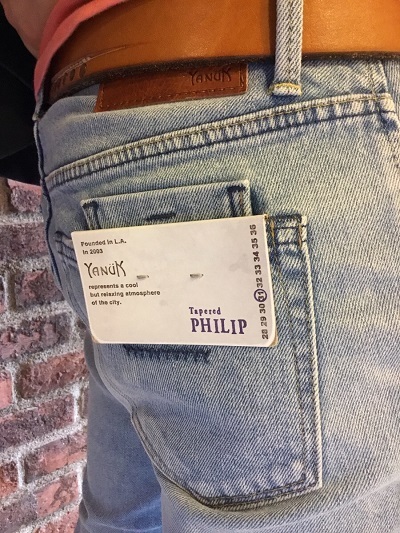 YANUK
Founded in L.A.
in 2003
YANUK
represents a cool
but relaxing atmosphere
of the city.
Tapered
PHILIP
28 29 30 31 32 33 34 35 36